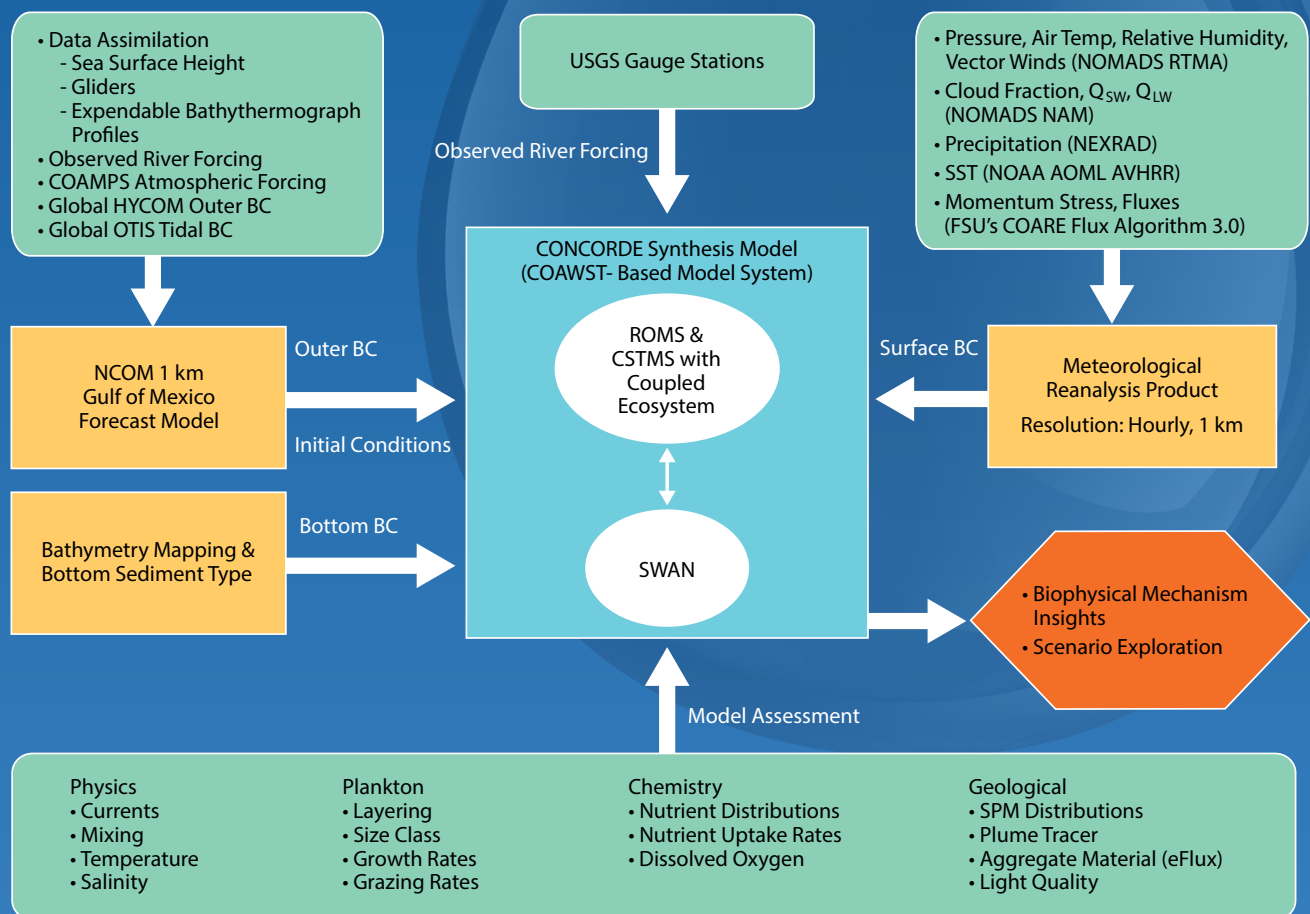 • Data Assimilation
- Sea Surface Height
- Gliders
- Expendable Bathythermograph
Profiles
• Observed River Forcing
• COAMPS Atmospheric Forcing
• Global HYCOM Outer BC
• Global OTIS Tidal BC
USGS Gauge Stations
• Pressure, Air Temp, Relative Humidity,
Vector Winds (NOMADS RTMA)
• Cloud Fraction, QSW, QLW
(NOMADS NAM)
• Precipitation (NEXRAD)
• SST (NOAA AOML AVHRR)
• Momentum Stress, Fluxes
(FSU's COARE Flux Algorithm 3.0)
Observed River Forcing
NCOM 1 km
Gulf of Mexico
Forecast Model
Outer BC
Initial Conditions
CONCORDE Synthesis Model
(COAWST- Based Model System)
ROMS &
CSTMS with
Coupled
Ecosystem
SWAN
Surface BC
Meteorological
Reanalysis Product
Resolution: Hourly, 1 km
Bathymetry Mapping &
Bottom Sediment Type
Bottom BC
• Biophysical Mechanism
Insights
• Scenario Exploration
Model Assessment
Physics
• Currents
• Mixing
• Temperature
• Salinity
Plankton
• Layering
• Size Class
• Growth Rates
• Grazing Rates
Chemistry
• Nutrient Distributions
• Nutrient Uptake Rates
• Dissolved Oxygen
Geological
• SPM Distributions
• Plume Tracer
• Aggregate Material (eFlux)
• Light Quality